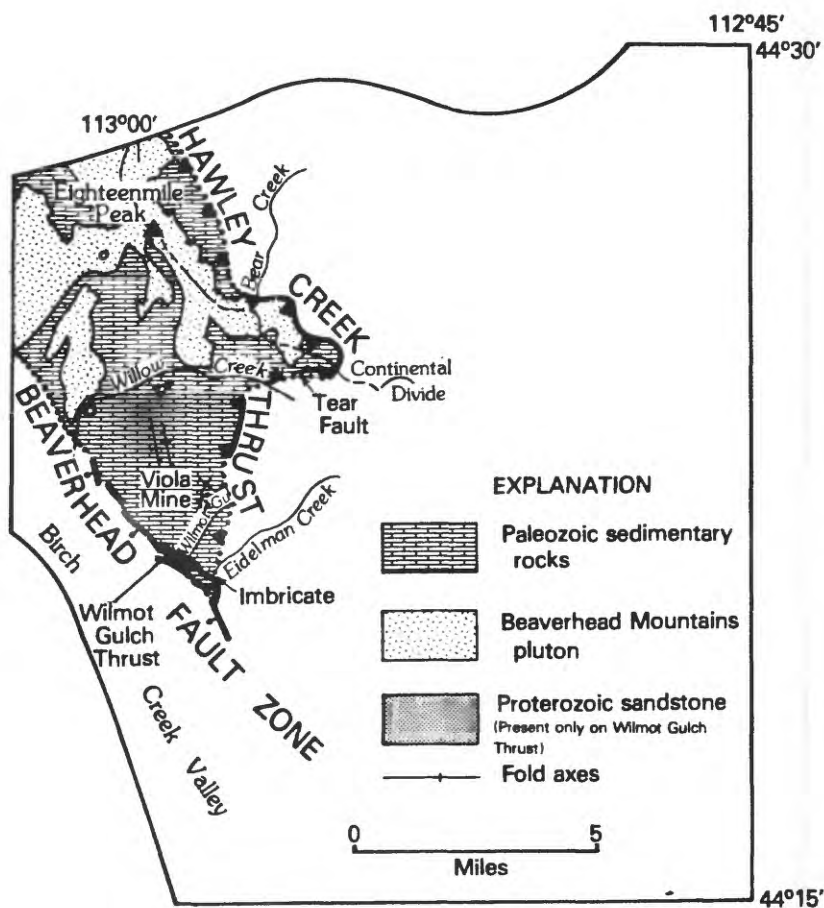 112°45'
44°30'
113°00'
HAWLEY
CREEK
THRUST
Eighteenmile
Peak
Bear
Creek
Continental
Divide
Willow
Creek
Tear
Fault
BEAVERHEAD
FAULT ZONE
Viola
Mine
Wilmot Gu.
Eidelman Creek
Imbricate
Birch
Creek
Valley
Wilmot
Gulch
Thrust
EXPLANATION
Paleozoic sedimentary
rocks
Beaverhead Mountains
pluton
Proterozoic sandstone
(Present only on Wilmot Gulch
Thrust)
Fold axes
0
5
Miles
44°15'